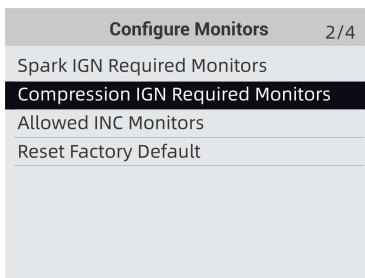 Configure Monitors 2/4
Spark IGN Required Monitors
Compression IGN Required Monitors
Allowed INC Monitors
Reset Factory Default